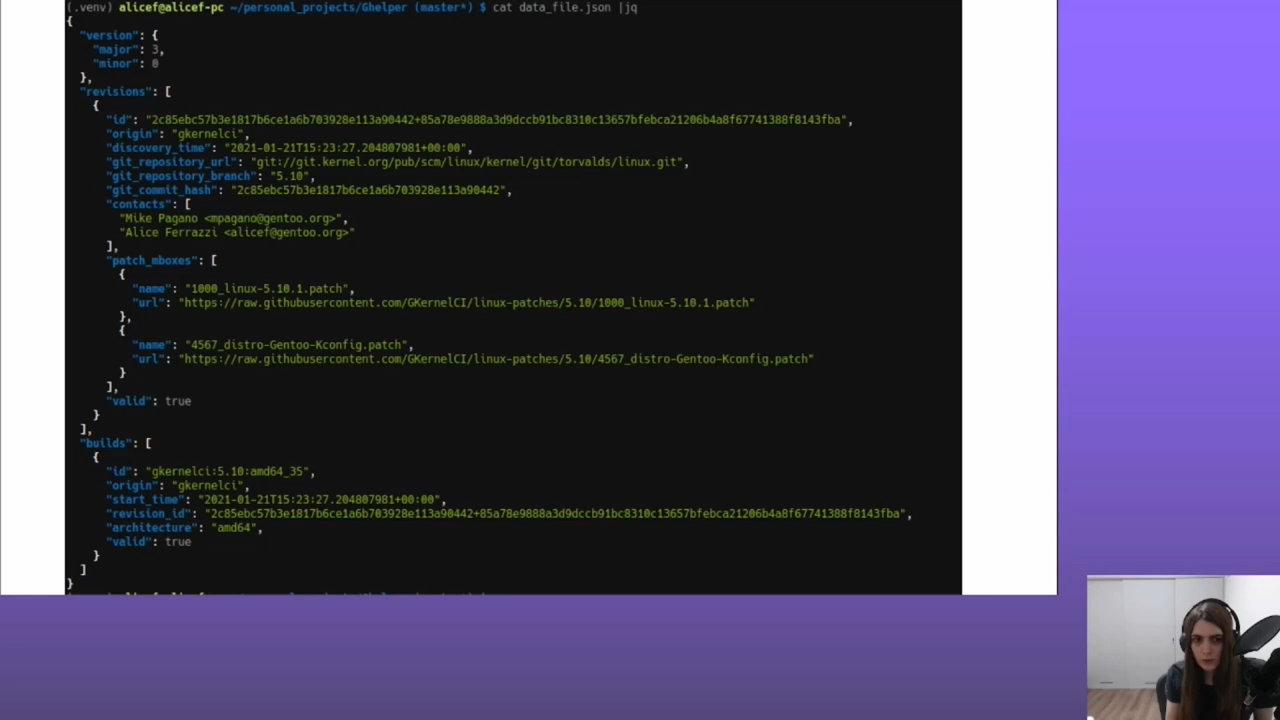 (.venv) alicef@alicef-pc ~/personal_projects/Ghelper (master*) $ cat data_file.json |jq
{
"version": {
"major": 3,
"minor": 0
},
"revisions": [
{
"id": "2c85ebc57b3e1817b6ce1a6b703928e113a90442+85a78e9888a3d9dccb91bc8310c13657bfebca21206b4a8f67741388f8143fba",
"origin": "gkernelci",
"discovery_time": "2021-01-21T15:23:27.204807981+00:00",
"git_repository_url": "git://git.kernel.org/pub/scm/linux/kernel/git/torvalds/linux.git",
"git_repository_branch": "5.10",
"git_commit_hash": "2c85ebc57b3e1817b6ce1a6b703928e113a90442",
"contacts": [
"Mike Pagano <mpagano@gentoo.org>",
"Alice Ferrazzi <alicef@gentoo.org>"
],
"patch_mboxes": [
{
"name": "1000_linux-5.10.1.patch",
"url": "https://raw.githubusercontent.com/GKernelCI/linux-patches/5.10/1000_linux-5.10.1.patch"
},
{
"name": "4567_distro-Gentoo-Kconfig.patch",
"url": "https://raw.githubusercontent.com/GKernelCI/linux-patches/5.10/4567_distro-Gentoo-Kconfig.patch"
}
],
"valid": true
}
],
"builds": [
{
"id": "gkernelci:5.10:amd64_35",
"origin": "gkernelci",
"start_time": "2021-01-21T15:23:27.204807981+00:00",
"revision_id": "2c85ebc57b3e1817b6ce1a6b703928e113a90442+85a78e9888a3d9dccb91bc8310c13657bfebca21206b4a8f67741388f8143fba",
"architecture": "amd64",
"valid": true
}
]
}